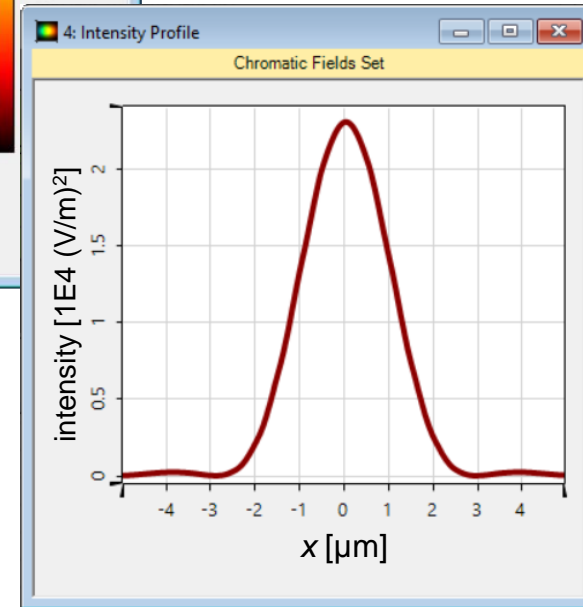 4: Intensity Profile
Chromatic Fields Set
intensity [1E4 (V/m)²]
2
1.5
1
0.5
0
-4 -3 -2 -1 0 1 2 3 4
x [µm]